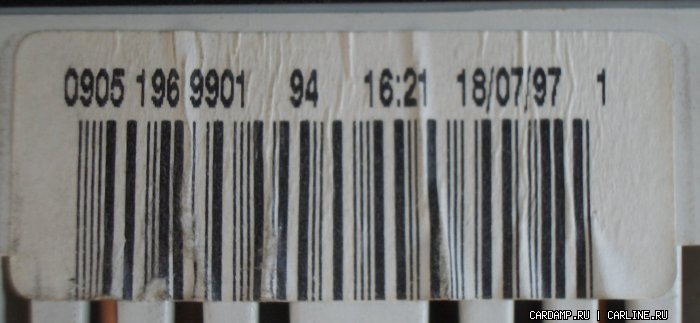 0905 196 9901 94 16:21 18/07/97 1
CARDAMP.RU | CARLINE.RU